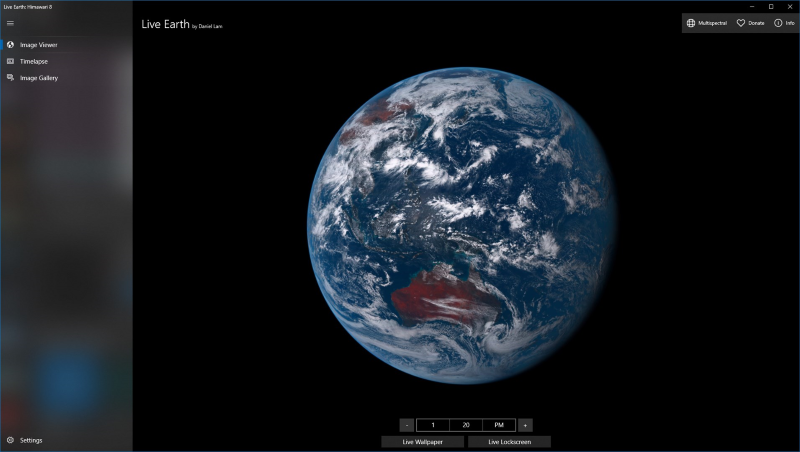 Live Earth: Himawari 8
Live Earth by Daniel Lam
Multispectral
Donate
Info
Image Viewer
Timelapse
Image Gallery
- 1 20 PM +
Live Wallpaper
Live Lockscreen
Settings